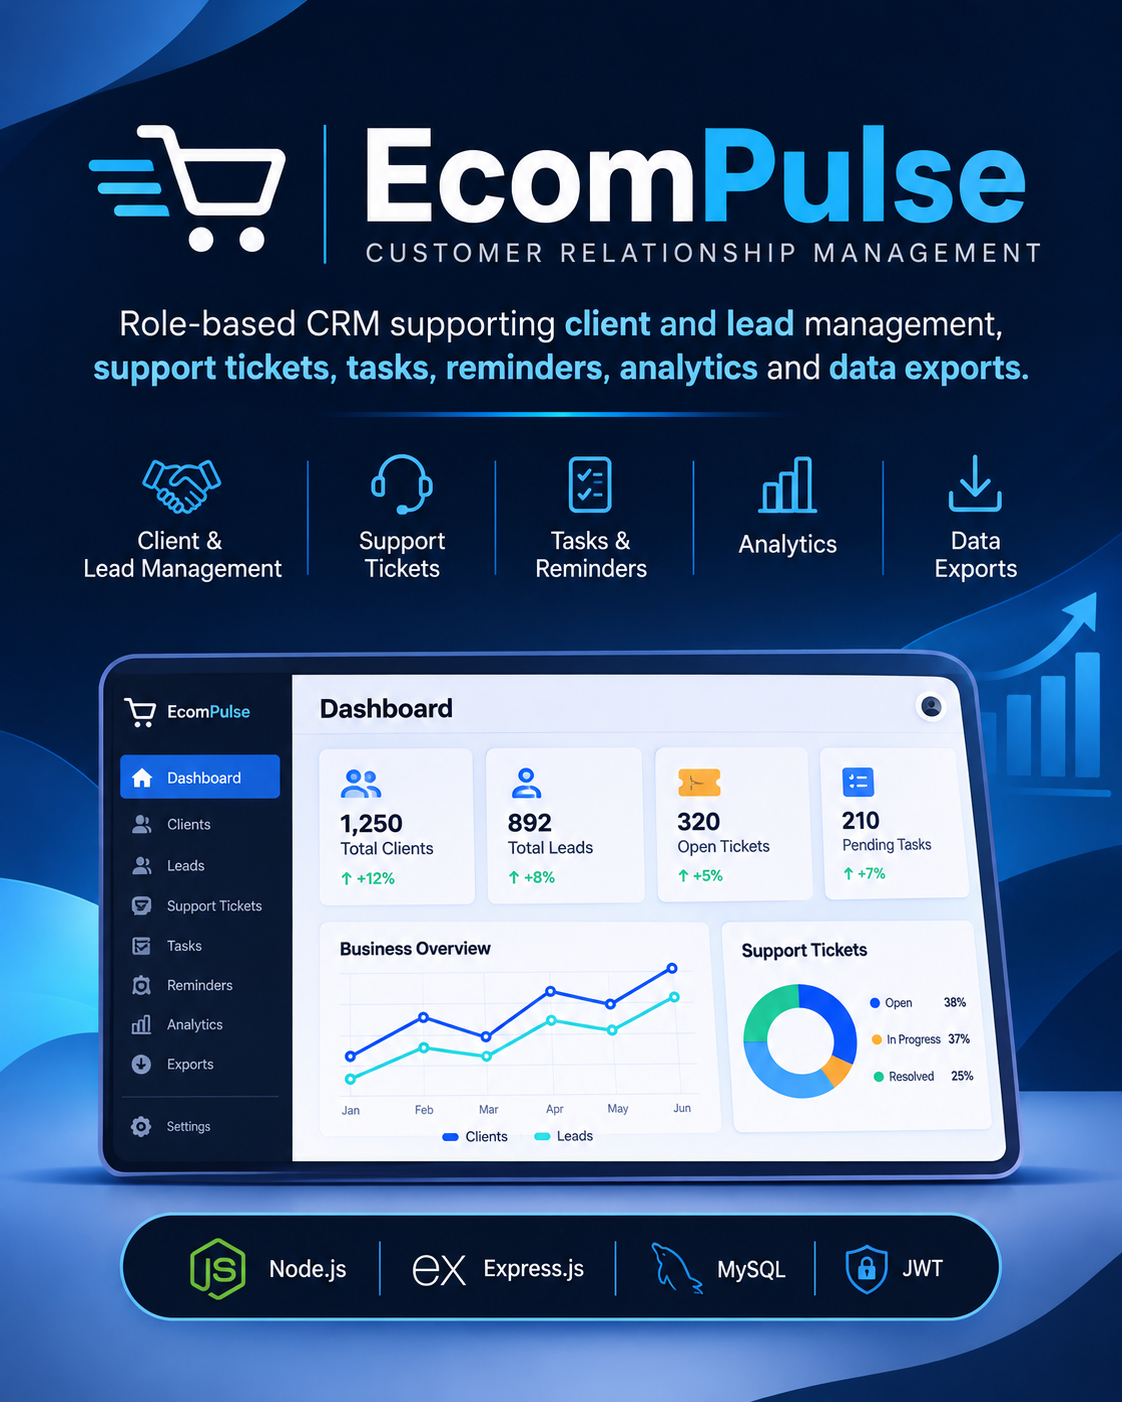 EcomPulse
CUSTOMER RELATIONSHIP MANAGEMENT
Role-based CRM supporting client and lead management,
support tickets, tasks, reminders, analytics and data exports.
Client &
Lead Management
Support
Tickets
Tasks &
Reminders
Analytics
Data
Exports
EcomPulse
Dashboard
Clients
Leads
Support Tickets
Tasks
Reminders
Analytics
Exports
Settings
Dashboard
1,250
Total Clients
↑ +12%
892
Total Leads
↑ +8%
320
Open Tickets
↑ +5%
210
Pending Tasks
↑ +7%
Business Overview
Jan Feb Mar Apr May Jun
Clients Leads
Support Tickets
Open 38%
In Progress 37%
Resolved 25%
JS Node.js
ex Express.js
MySQL
JWT